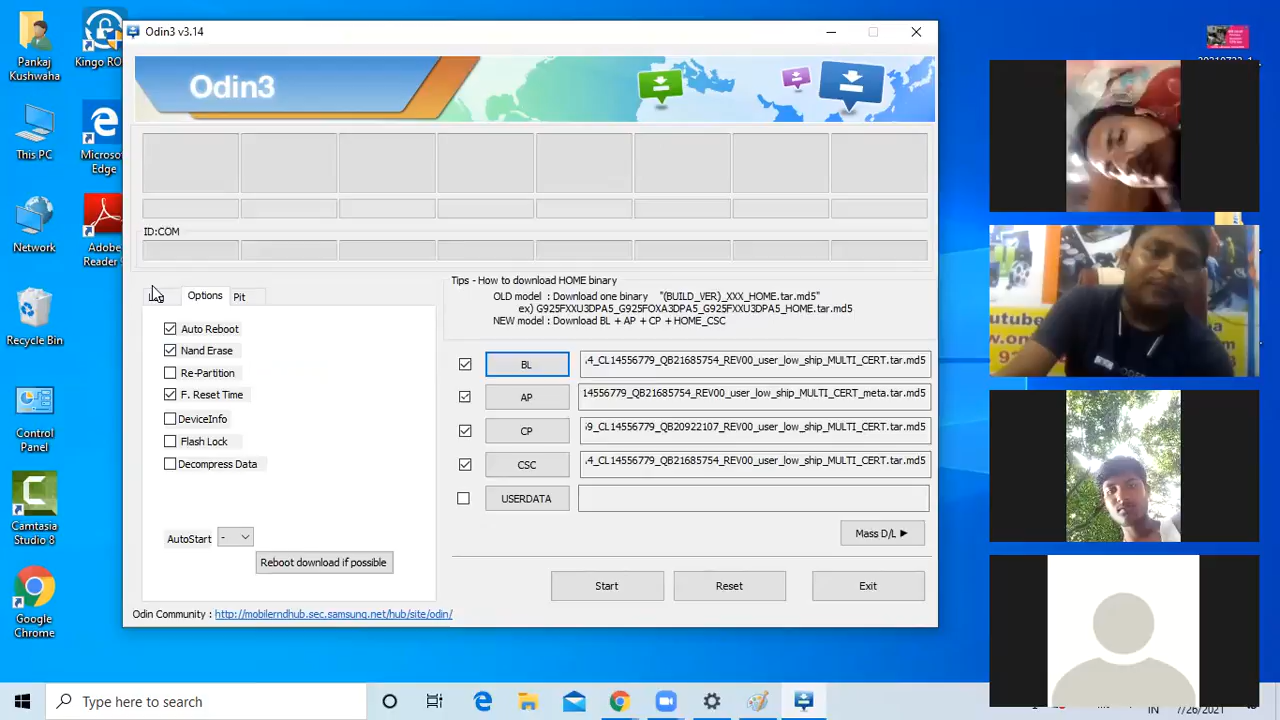 Odin3 v3.14
Odin3
ID:COM
Options
Pit
Auto Reboot
Nand Erase
Re-Partition
F. Reset Time
DeviceInfo
Flash Lock
Decompress Data
AutoStart :
-
Reboot download if possible
Odin Community : http://mobilerndhub.sec.samsung.net/hub/site/odin/
Tips - How to download HOME binary
OLD model : Download one binary "(BUILD_VER)_XXX_HOME.tar.md5"
ex) G925FXXU3DPA5_G925FOXA3DPA5_G925FXXU3DPA5_HOME.tar.md5
NEW model : Download BL + AP + CP + HOME_CSC
BL
4_CL14556779_QB21685754_REV00_user_low_ship_MULTI_CERT.tar.md5
AP
14556779_QB21685754_REV00_user_low_ship_MULTI_CERT_meta.tar.md5
CP
9_QB20922107_REV00_user_low_ship_MULTI_CERT.tar.md5
CSC
4_CL14556779_QB21685754_REV00_user_low_ship_MULTI_CERT.tar.md5
USERDATA
Mass D/L
Start
Reset
Exit
Pankaj
Kushwaha
Kingo RO
This PC
Microsof
Edge
Network
Adobe
Reader
Recycle Bin
Control
Panel
Camtasia
Studio 8
Google
Chrome
Type here to search
IN
7/26/2021